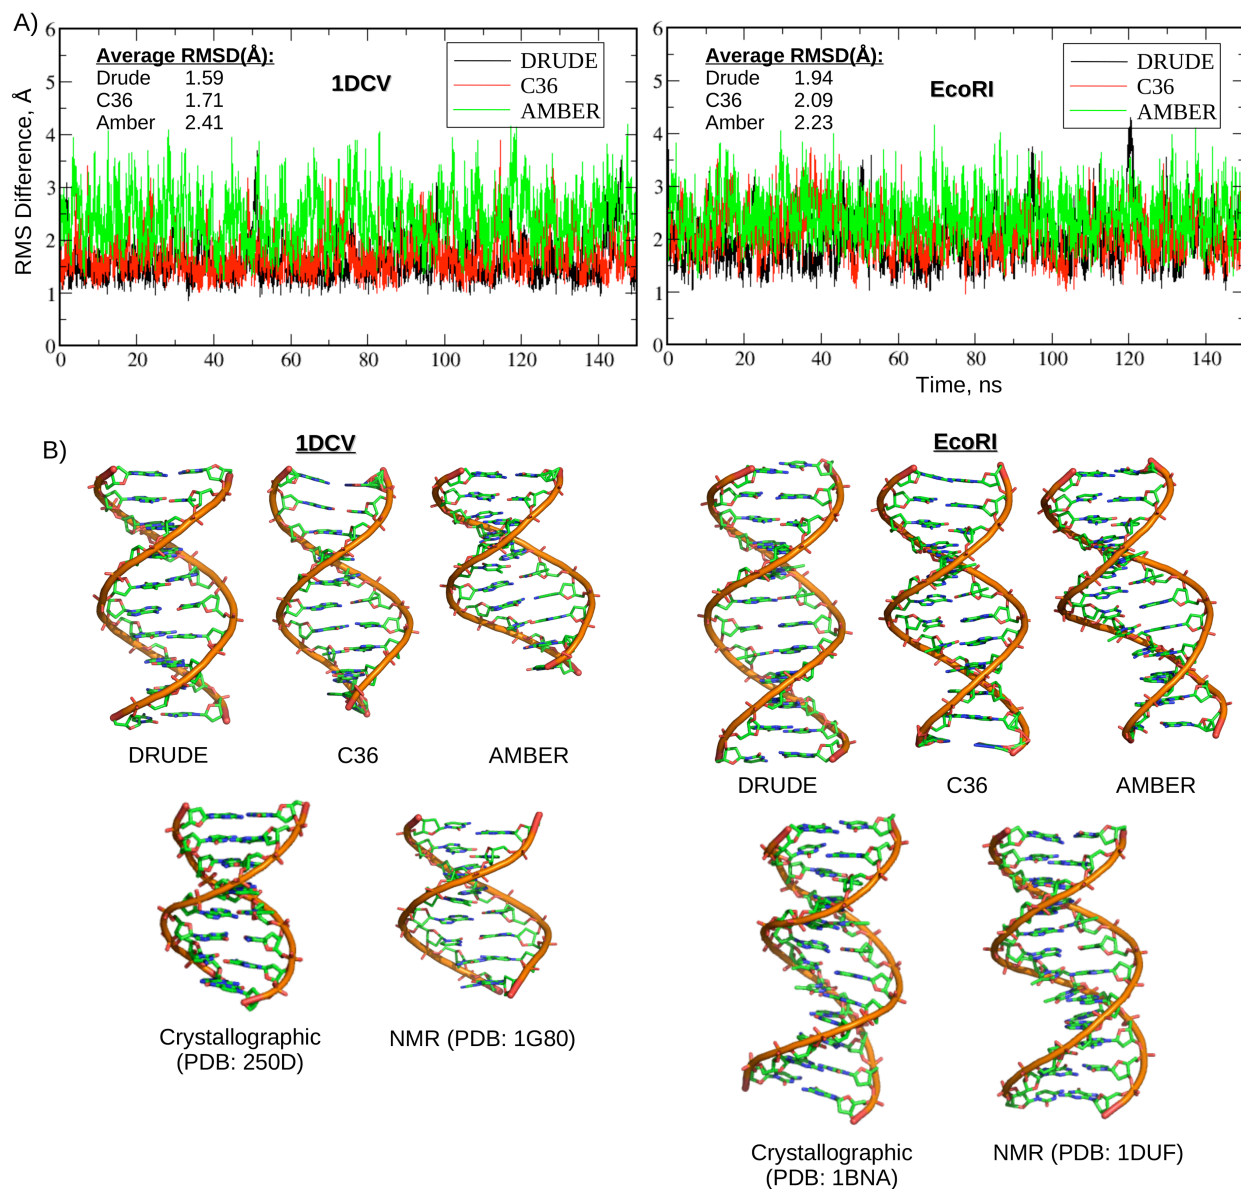 A)
Average RMSD(Å):
Drude 1.59
C36 1.71
Amber 2.41
1DCV
DRUDE
C36
AMBER
RMS Difference, Å
6
5
4
3
2
1
0
0 20 40 60 80 100 120 140
Average RMSD(Å):
Drude 1.94
C36 2.09
Amber 2.23
EcoRI
DRUDE
C36
AMBER
6
5
4
3
2
1
0
0 20 40 60 80 100 120 140
Time, ns
B)
1DCV
DRUDE C36 AMBER
Crystallographic
(PDB: 250D)
NMR (PDB: 1G80)
EcoRI
DRUDE C36 AMBER
Crystallographic
(PDB: 1BNA)
NMR (PDB: 1DUF)